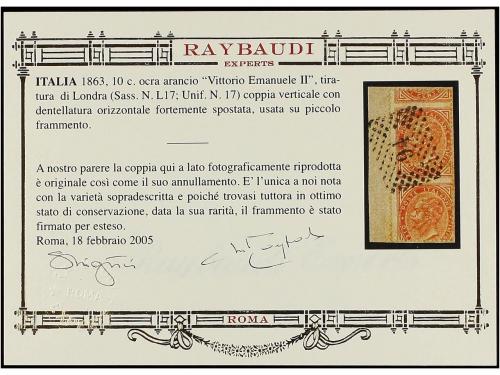 RAYBAUDI
EXPERTS
ITALIA 1863, 10 c. ocra arancio “Vittorio Emanuele II”, tira-
tura di Londra (Sass. N. L17; Unif. N. 17) coppia verticale con
dentellatura orizzontale fortemente spostata, usata su piccolo
frammento.
A nostro parere la coppia qui a lato fotograficamente riprodotta
è originale così come il suo annullamento. E' l'unica a noi nota
con la varietà sopradescritta e poiché trovasi tuttora in ottimo
stato di conservazione, data la sua rarità, il frammento è stato
firmato per esteso.
Roma, 18 febbraio 2005
ROMA
ROMA